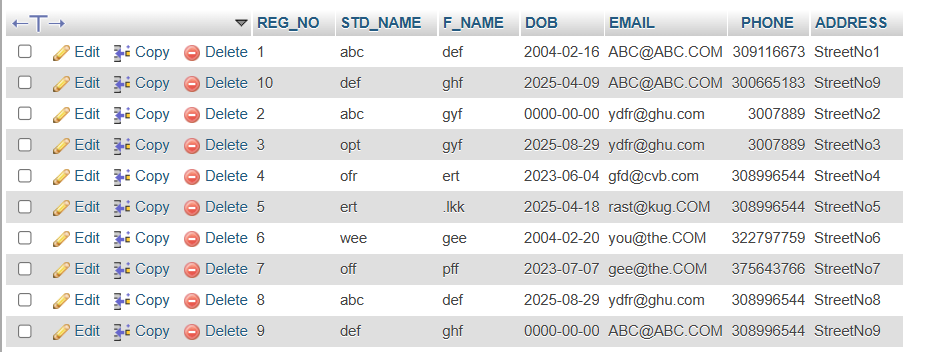 REG_NO STD_NAME F_NAME DOB EMAIL PHONE ADDRESS
Edit Copy Delete 1 abc def 2004-02-16 ABC@ABC.COM 309116673 StreetNo1
Edit Copy Delete 10 def ghf 2025-04-09 ABC@ABC.COM 300665183 StreetNo9
Edit Copy Delete 2 abc gyf 0000-00-00 ydfr@ghu.com 3007889 StreetNo2
Edit Copy Delete 3 opt gyf 2025-08-29 ydfr@ghu.com 3007889 StreetNo3
Edit Copy Delete 4 ofr ert 2023-06-04 gfd@cvb.com 308996544 StreetNo4
Edit Copy Delete 5 ert .lkk 2025-04-18 rast@kug.COM 308996544 StreetNo5
Edit Copy Delete 6 wee gee 2004-02-20 you@the.COM 322797759 StreetNo6
Edit Copy Delete 7 off pff 2023-07-07 gee@the.COM 375643766 StreetNo7
Edit Copy Delete 8 abc def 2025-08-29 ydfr@ghu.com 308996544 StreetNo8
Edit Copy Delete 9 def ghf 0000-00-00 ABC@ABC.COM 308996544 StreetNo9